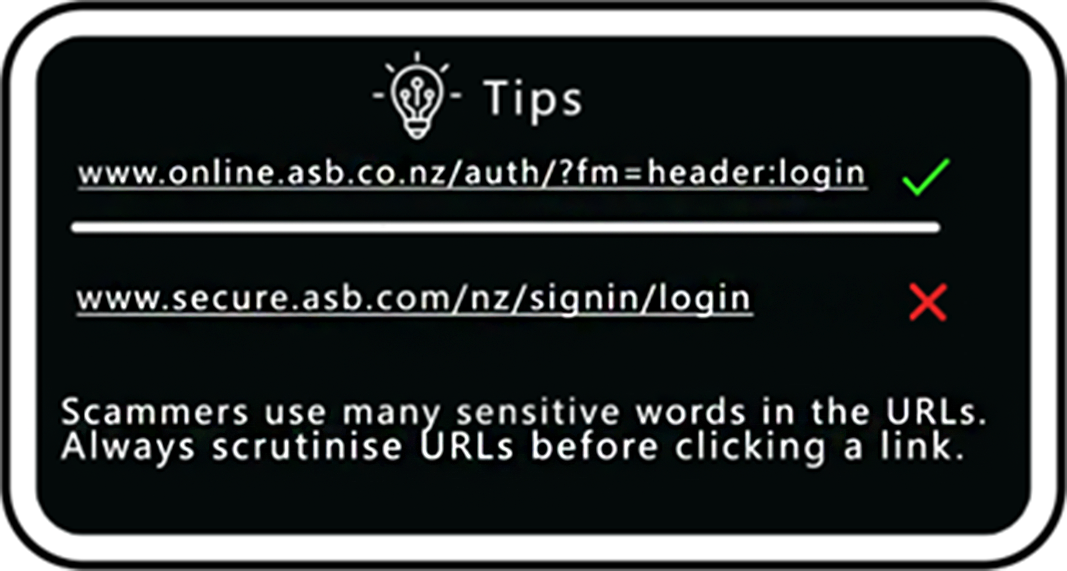 Tips
www.online.asb.co.nz/auth/?fm=header:login
www.secure.asb.com/nz/signin/login
Scammers use many sensitive words in the URLs.
Always scrutinise URLs before clicking a link.